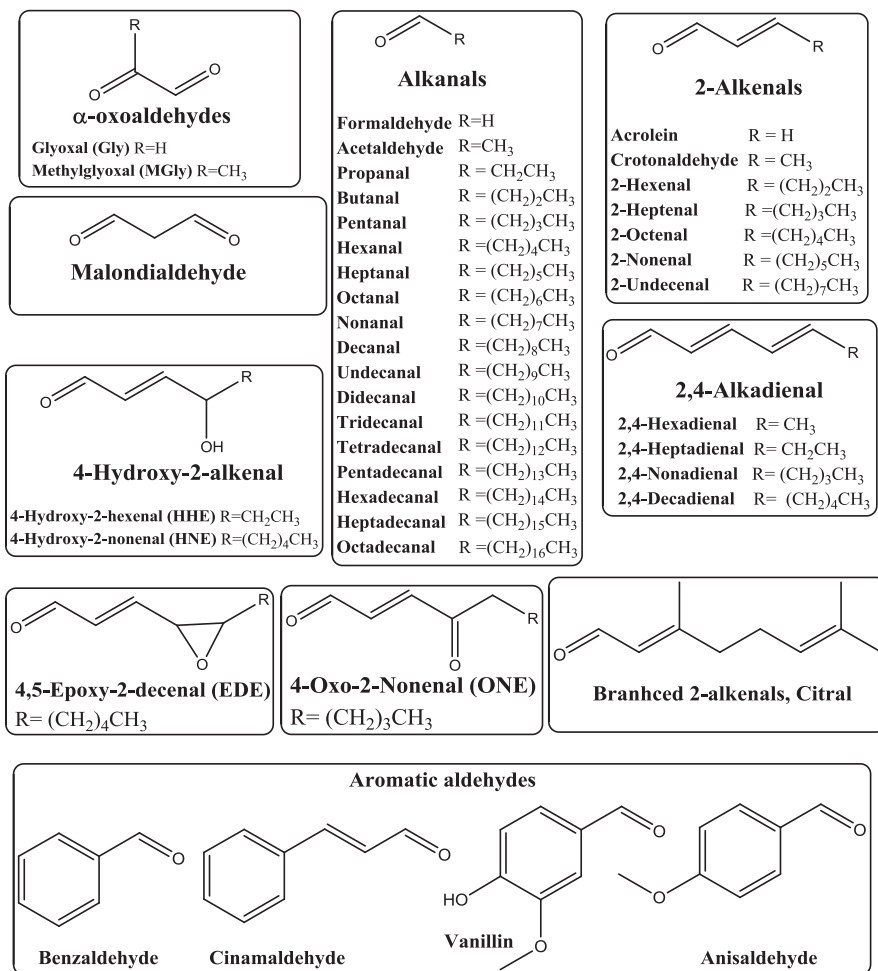 R
O
O
α-oxoaldehydes
Glyoxal (Gly) R=H
Methylglyoxal (MGly) R=CH3
O
O
Malondialdehyde
O
R
OH
4-Hydroxy-2-alkenal
4-Hydroxy-2-hexenal (HHE) R=CH2CH3
4-Hydroxy-2-nonenal (HNE) R=(CH2)4CH3
O
R
Alkanals
Formaldehyde R=H
Acetaldehyde R=CH3
Propanal R = CH2CH3
Butanal R = (CH2)2CH3
Pentanal R =(CH2)3CH3
Hexanal R =(CH2)4CH3
Heptanal R =(CH2)5CH3
Octanal R =(CH2)6CH3
Nonanal R =(CH2)7CH3
Decanal R =(CH2)8CH3
Undecanal R =(CH2)9CH3
Didecanal R =(CH2)10CH3
Tridecanal R =(CH2)11CH3
Tetradecanal R =(CH2)12CH3
Pentadecanal R =(CH2)13CH3
Hexadecanal R =(CH2)14CH3
Heptadecanal R =(CH2)15CH3
Octadecanal R =(CH2)16CH3
O
R
2-Alkenals
Acrolein R = H
Crotonaldehyde R = CH3
2-Hexenal R = (CH2)2CH3
2-Heptenal R =(CH2)3CH3
2-Octenal R =(CH2)4CH3
2-Nonenal R = (CH2)5CH3
2-Undecenal R = (CH2)7CH3
O
R
2,4-Alkadienal
2,4-Hexadienal R= CH3
2,4-Heptadienal R= CH2CH3
2,4-Nonadienal R= (CH2)3CH3
2,4-Decadienal R= (CH2)4CH3
O
R
O
4,5-Epoxy-2-decenal (EDE)
R= (CH2)4CH3
O
R
O
4-Oxo-2-Nonenal (ONE)
R= (CH2)3CH3
O
Branhced 2-alkenals, Citral
Aromatic aldehydes
O
Benzaldehyde
O
Cinamaldehyde
O
HO
O
Vanillin
O
O
Anisaldehyde